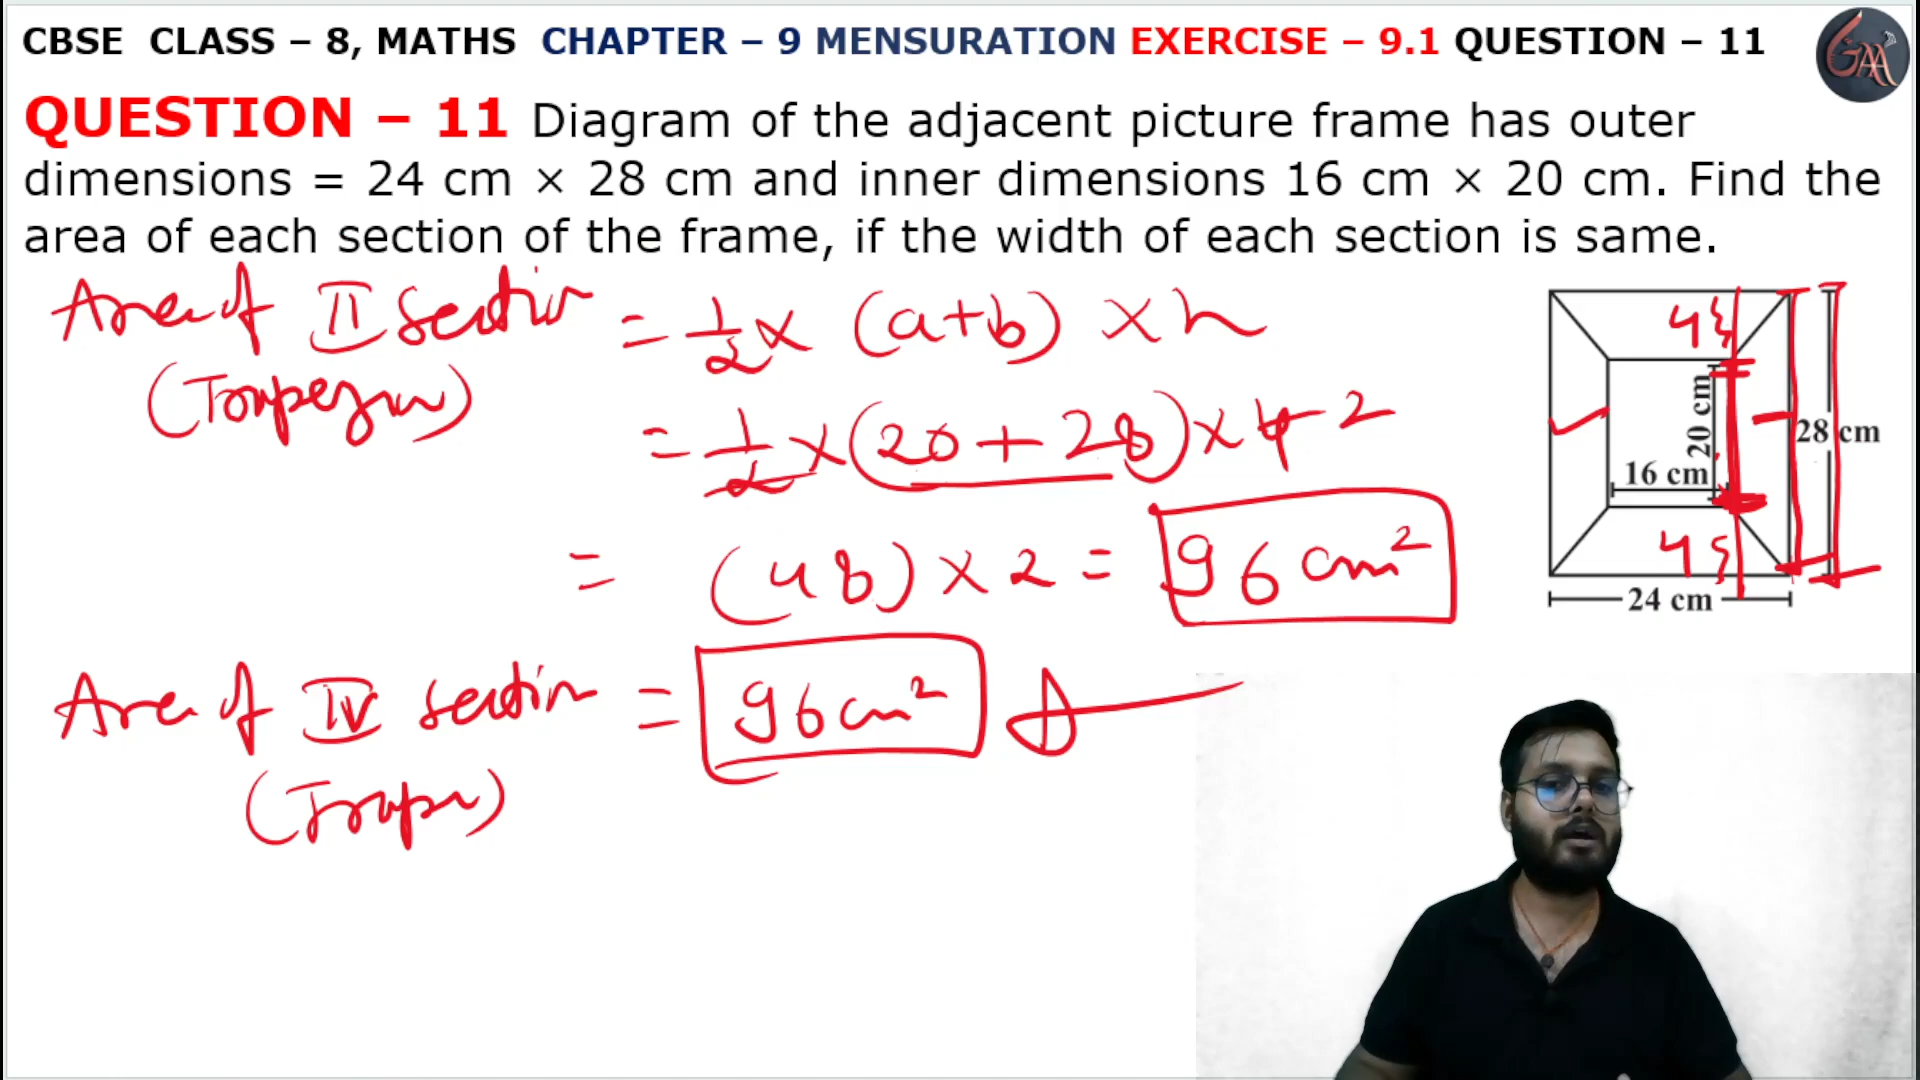 CBSE CLASS – 8, MATHS CHAPTER – 9 MENSURATION EXERCISE – 9.1 QUESTION – 11
QUESTION – 11 Diagram of the adjacent picture frame has outer
dimensions = 24 cm × 28 cm and inner dimensions 16 cm × 20 cm. Find the
area of each section of the frame, if the width of each section is same.
Area of II section = 1/2 × (a+b) × h
= 1/2 × (20 + 28) × 4 2
= (48) × 2 = 96 cm²
Area of IV section = 96 cm²
4
20 cm
28 cm
16 cm
4
24 cm